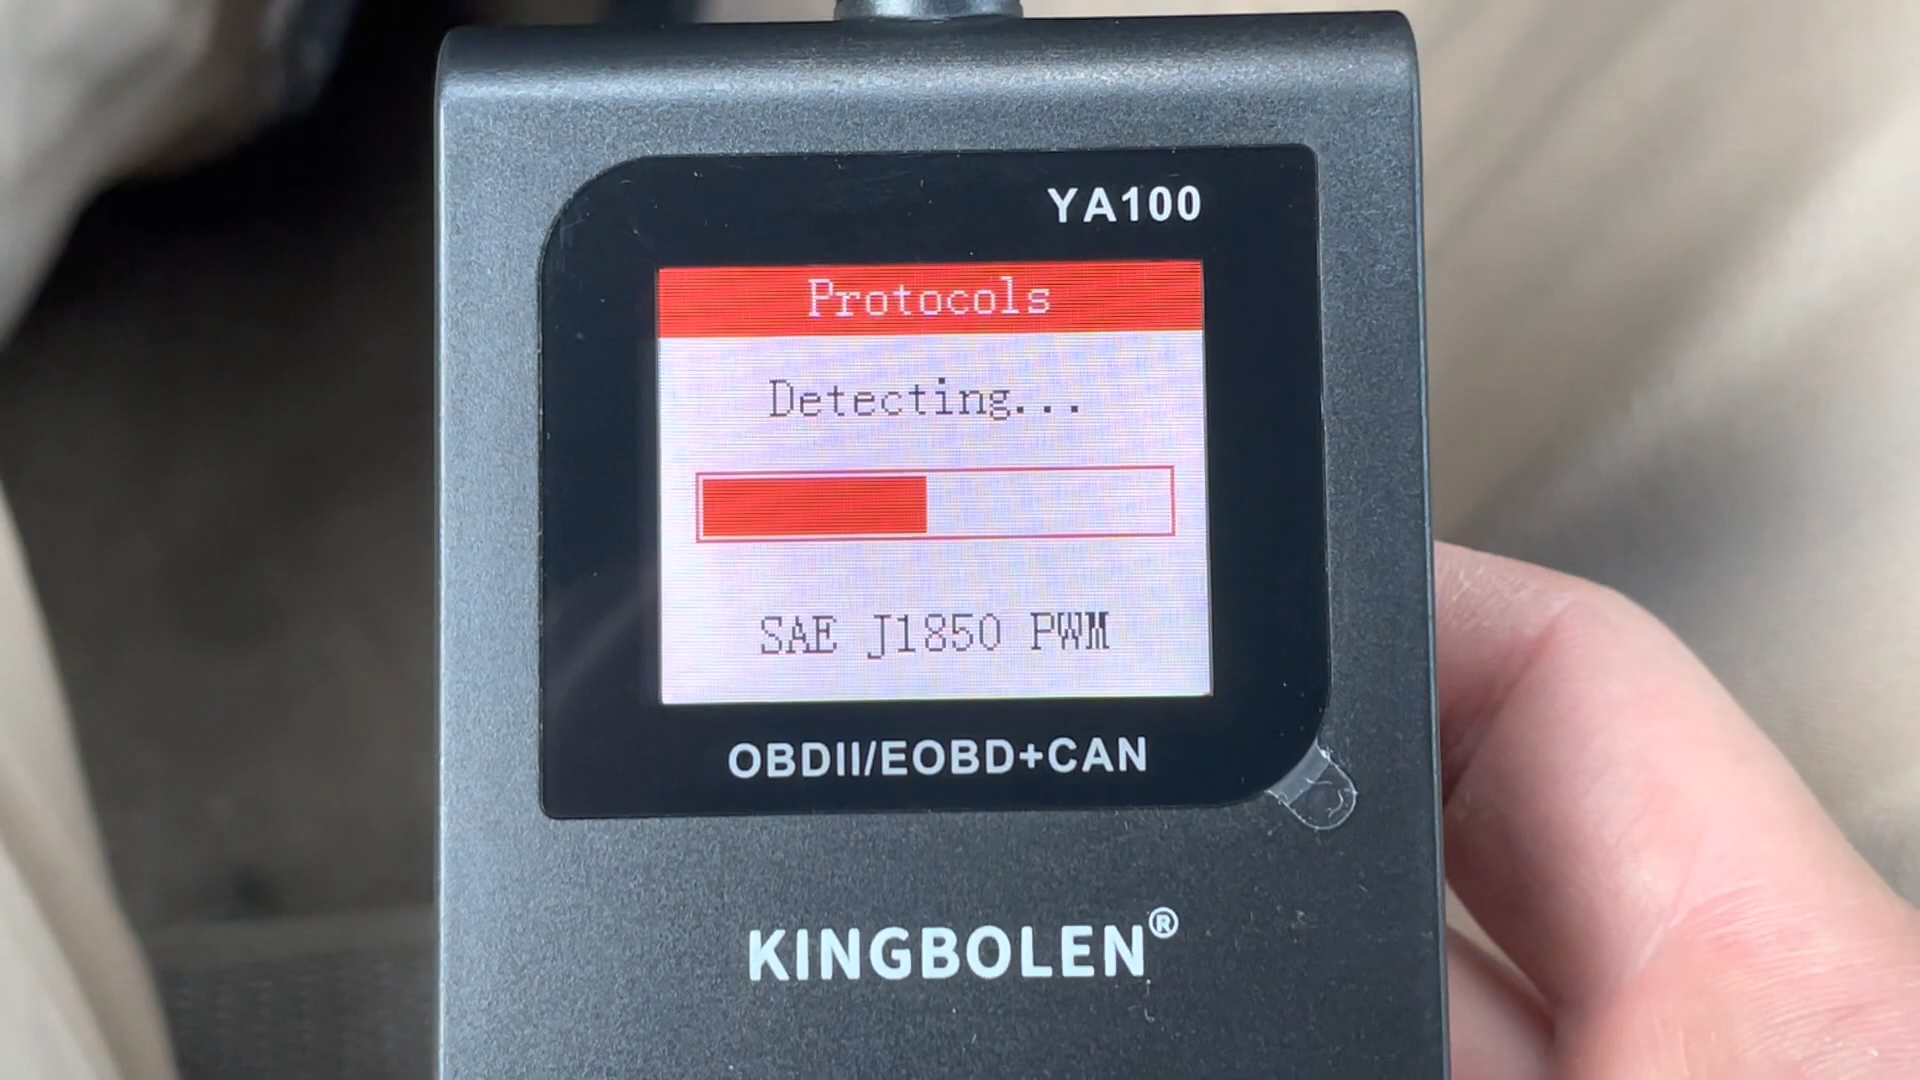 YA100
Protocols
Detecting...
SAE J1850 PWM
OBDII/EOBD+CAN
KINGBOLEN®